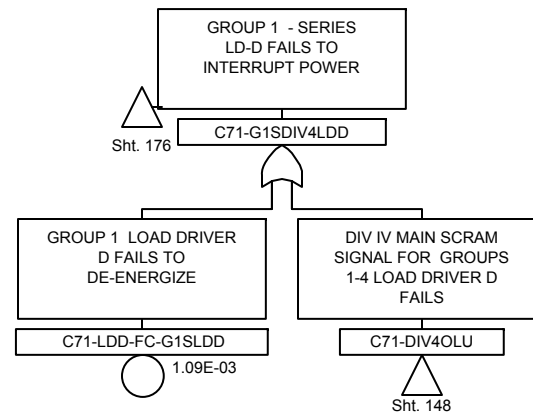 GROUP 1 - SERIES
LD-D FAILS TO
INTERRUPT POWER
Sht. 176
C71-G1SDIV4LDD
GROUP 1 LOAD DRIVER
D FAILS TO
DE-ENERGIZE
C71-LDD-FC-G1SLDD
1.09E-03
DIV IV MAIN SCRAM
SIGNAL FOR GROUPS
1-4 LOAD DRIVER D
FAILS
C71-DIV4OLU
Sht. 148